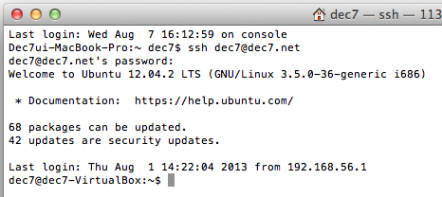 dec7 — ssh — 113
Last login: Wed Aug  7 16:12:59 on console
Dec7ui-MacBook-Pro:~ dec7$ ssh dec7@dec7.net
dec7@dec7.net's password:
Welcome to Ubuntu 12.04.2 LTS (GNU/Linux 3.5.0-36-generic i686)
* Documentation:  https://help.ubuntu.com/
68 packages can be updated.
42 updates are security updates.
Last login: Thu Aug  1 14:22:04 2013 from 192.168.56.1
dec7@dec7-VirtualBox:~$